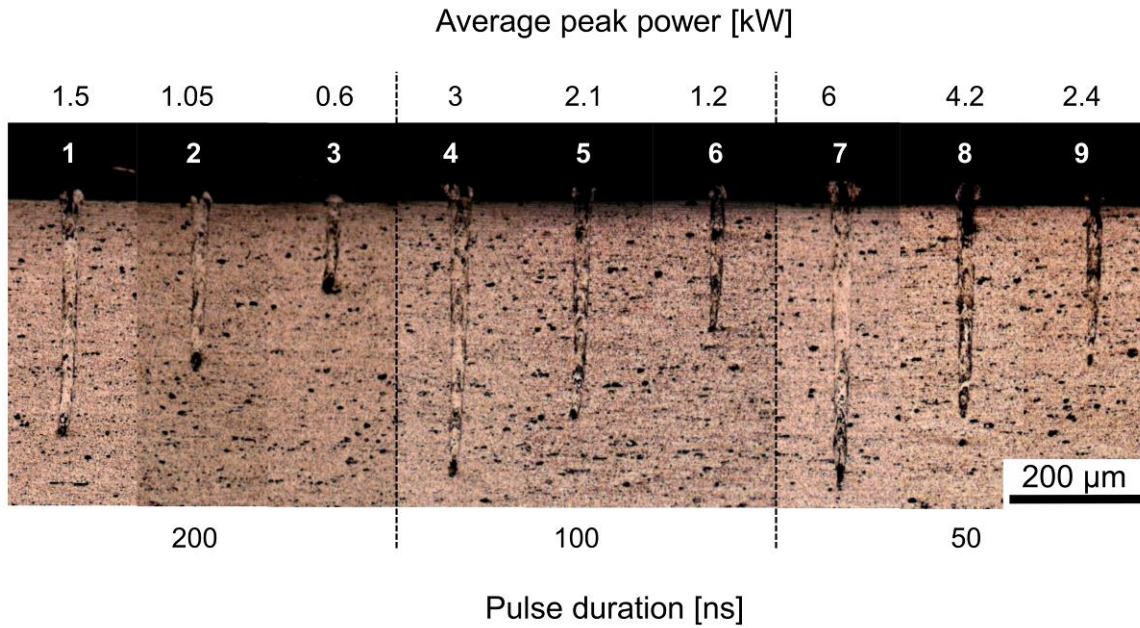 Average peak power [kW]
1.5 1.05 0.6 3 2.1 1.2 6 4.2 2.4
1 2 3 4 5 6 7 8 9
200 µm
200 100 50
Pulse duration [ns]